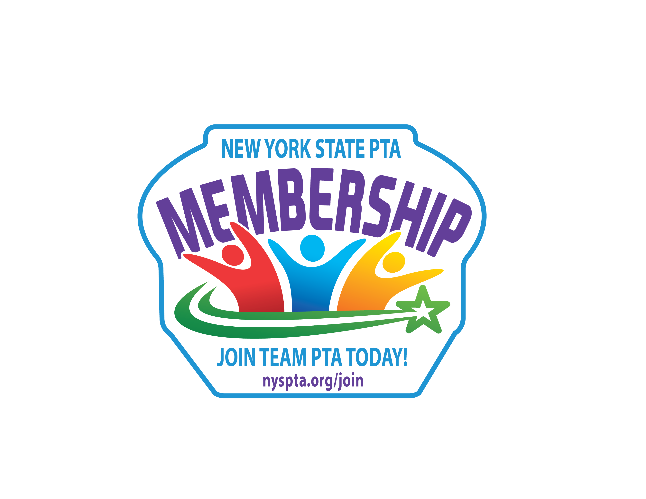 NEW YORK STATE PTA
MEMBERSHIP
JOIN TEAM PTA TODAY!
nyspta.org/join